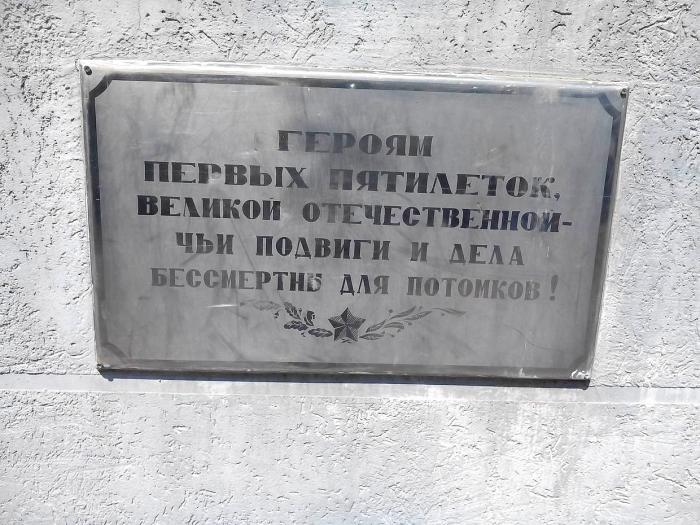 ГЕРОЯМ
ПЕРВЫХ ПЯТИЛЕТОК,
ВЕЛИКОЙ ОТЕЧЕСТВЕННОЙ-
ЧЬИ ПОДВИГИ И ДЕЛА
БЕССМЕРТНЫ ДЛЯ ПОТОМКОВ!